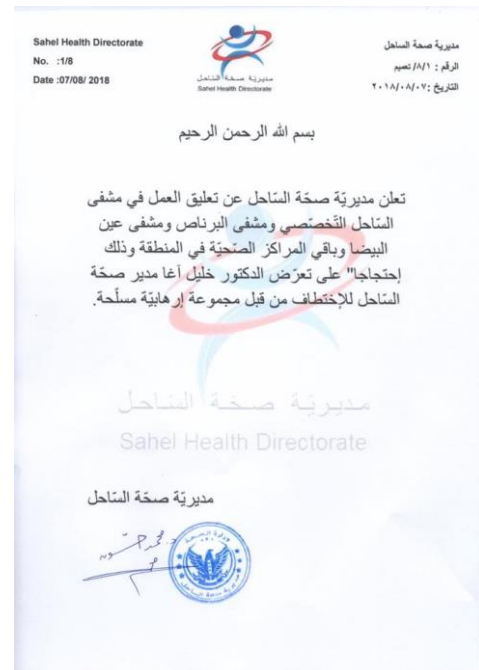 Sahel Health Directorate
No. :1/8
Date :07/08/ 2018
مديرية صحة الساحل
Sahel Health Directorate
مديرية صحة الساحل
الرقم : ٨/١/ تعميم
التاريخ :٢٠١٨/٠٨/٠٧
بسم الله الرحمن الرحيم
تعلن مديريّة صحّة السّاحل عن تعليق العمل في مشفى
السّاحل التّخصّصي ومشفى البرناص ومشفى عين
البيضا وباقي المراكز الصّحيّة في المنطقة وذلك
إحتجاجا" على تعرّض الدكتور خليل آغا مدير صحّة
السّاحل للإختطاف من قبل مجموعة إرهابيّة مسلّحة.
مديريّة صحّة السّاحل
Sahel Health Directorate
مديريّة صحّة السّاحل